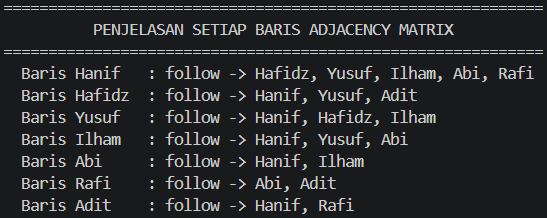 ============================================================
PENJELASAN SETIAP BARIS ADJACENCY MATRIX
============================================================
Baris Hanif   : follow -> Hafidz, Yusuf, Ilham, Abi, Rafi
Baris Hafidz  : follow -> Hanif, Yusuf, Adit
Baris Yusuf   : follow -> Hanif, Hafidz, Ilham
Baris Ilham   : follow -> Hanif, Yusuf, Abi
Baris Abi     : follow -> Hanif, Ilham
Baris Rafi    : follow -> Abi, Adit
Baris Adit    : follow -> Hanif, Rafi